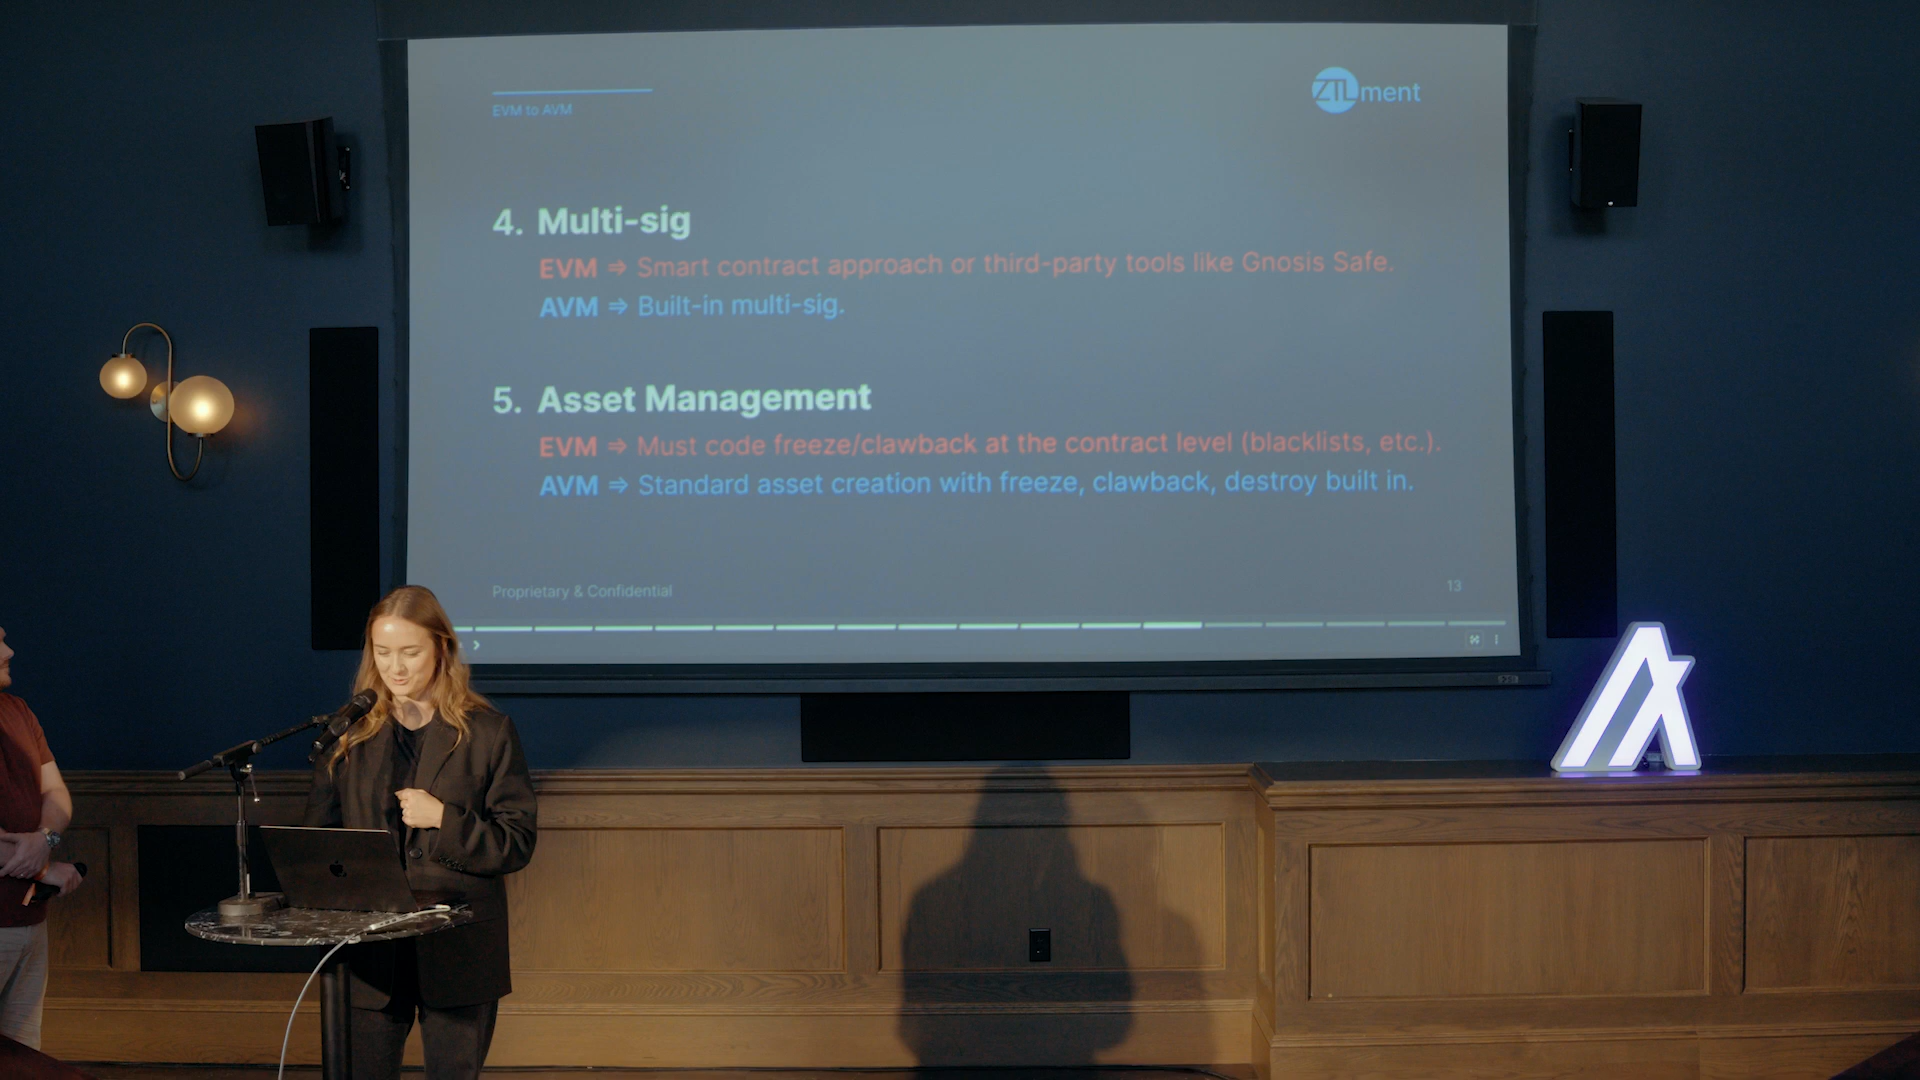 EVM to AVM
ZTLment
4. Multi-sig
EVM ⇒ Smart contract approach or third-party tools like Gnosis Safe.
AVM ⇒ Built-in multi-sig.
5. Asset Management
EVM ⇒ Must code freeze/clawback at the contract level (blacklists, etc.).
AVM ⇒ Standard asset creation with freeze, clawback, destroy built in.
Proprietary & Confidential
13